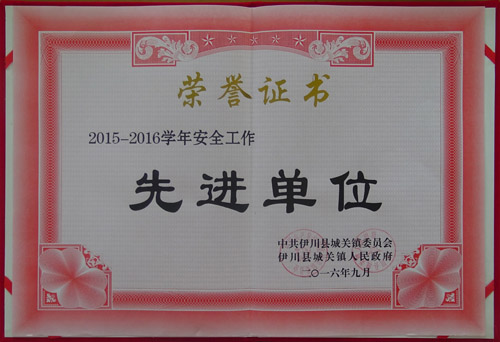 荣誉证书
2015-2016学年安全工作
先进单位
中共伊川县城关镇委员会
伊川县城关镇人民政府
二〇一六年九月